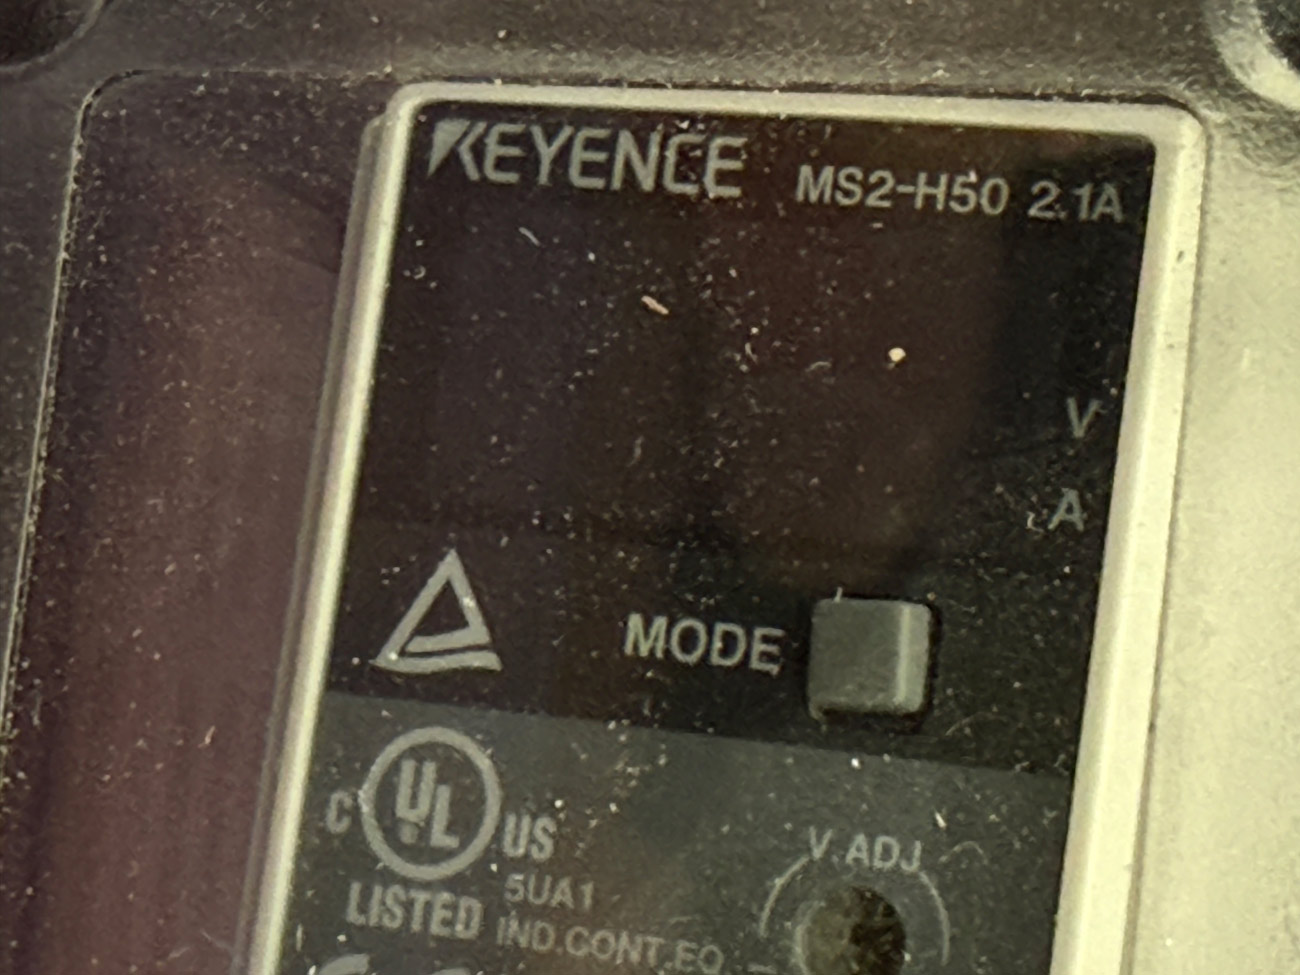 KEYENCE MS2-H50 2.1A
V
A
MODE
C UL US
V.ADJ
5UA1
LISTED IND.CONT.EQ